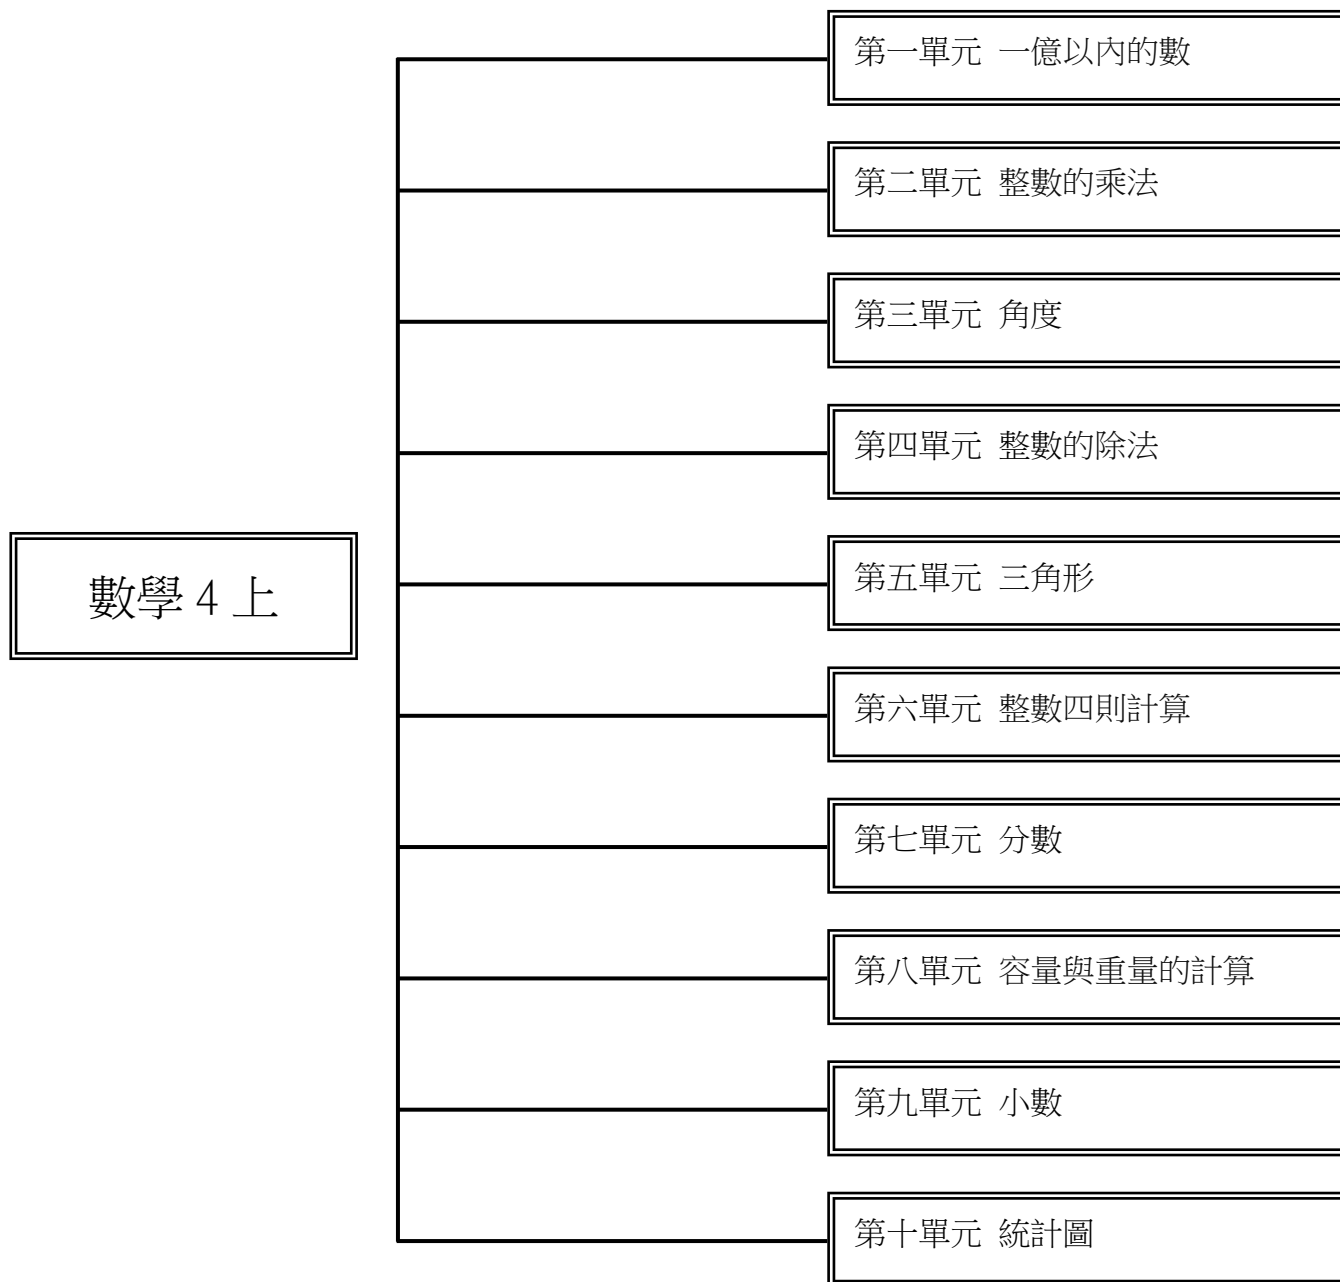 第一單元 一億以內的數
第二單元 整數的乘法
第三單元 角度
第四單元 整數的除法
數學 4 上
第五單元 三角形
第六單元 整數四則計算
第七單元 分數
第八單元 容量與重量的計算
第九單元 小數
第十單元 統計圖